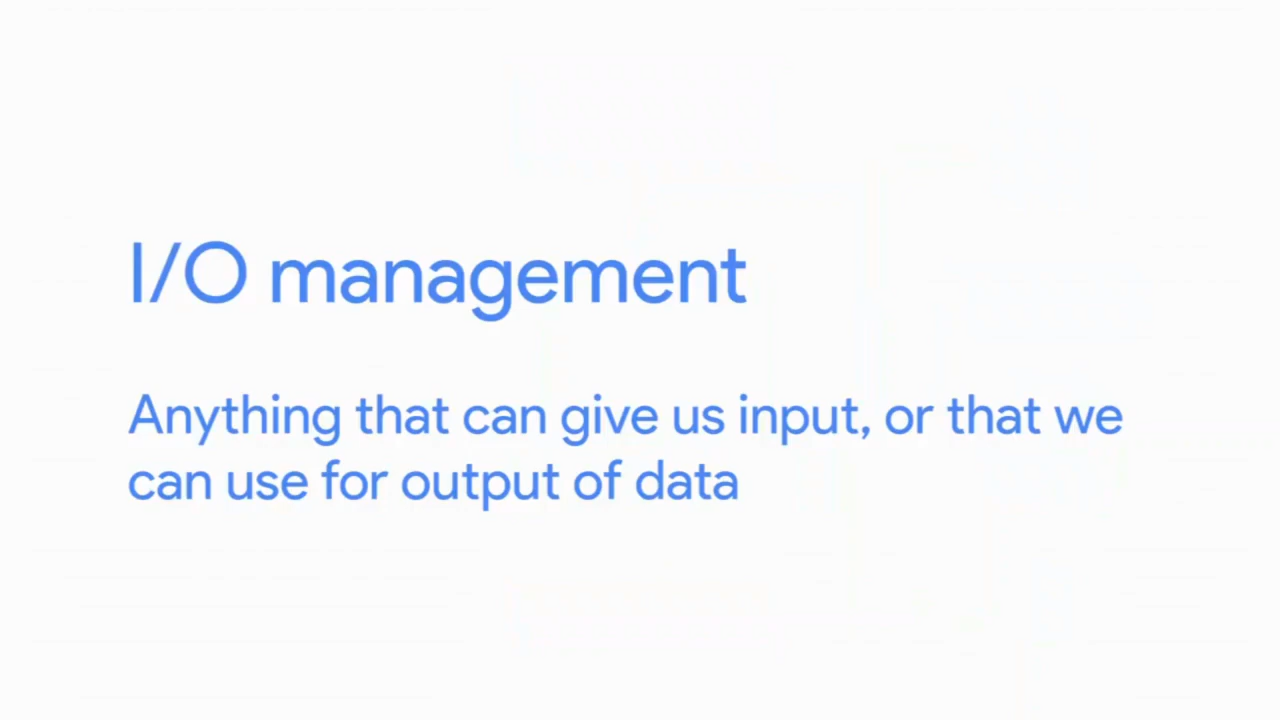 I/O management
Anything that can give us input, or that we
can use for output of data